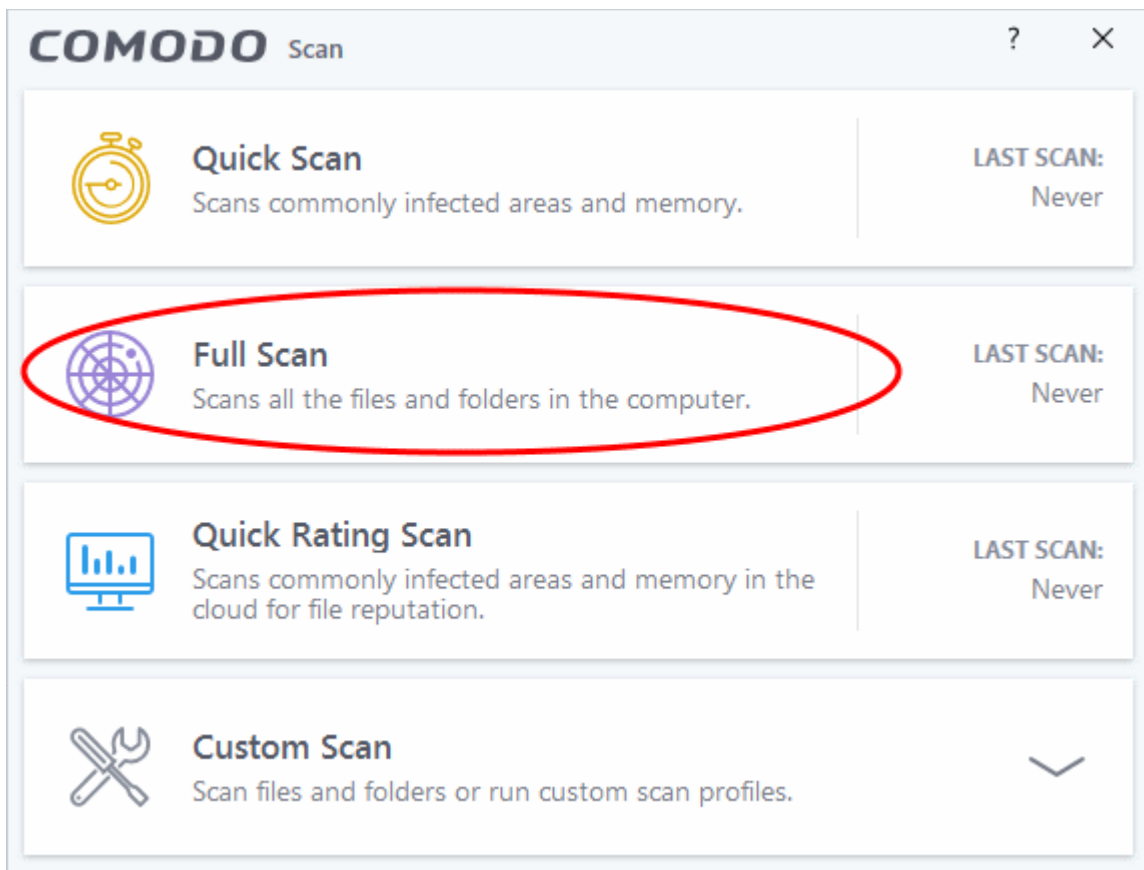 COMODO Scan ?
Quick Scan
Scans commonly infected areas and memory.
LAST SCAN:
Never
Full Scan
Scans all the files and folders in the computer.
LAST SCAN:
Never
Quick Rating Scan
Scans commonly infected areas and memory in the
cloud for file reputation.
LAST SCAN:
Never
Custom Scan
Scan files and folders or run custom scan profiles.